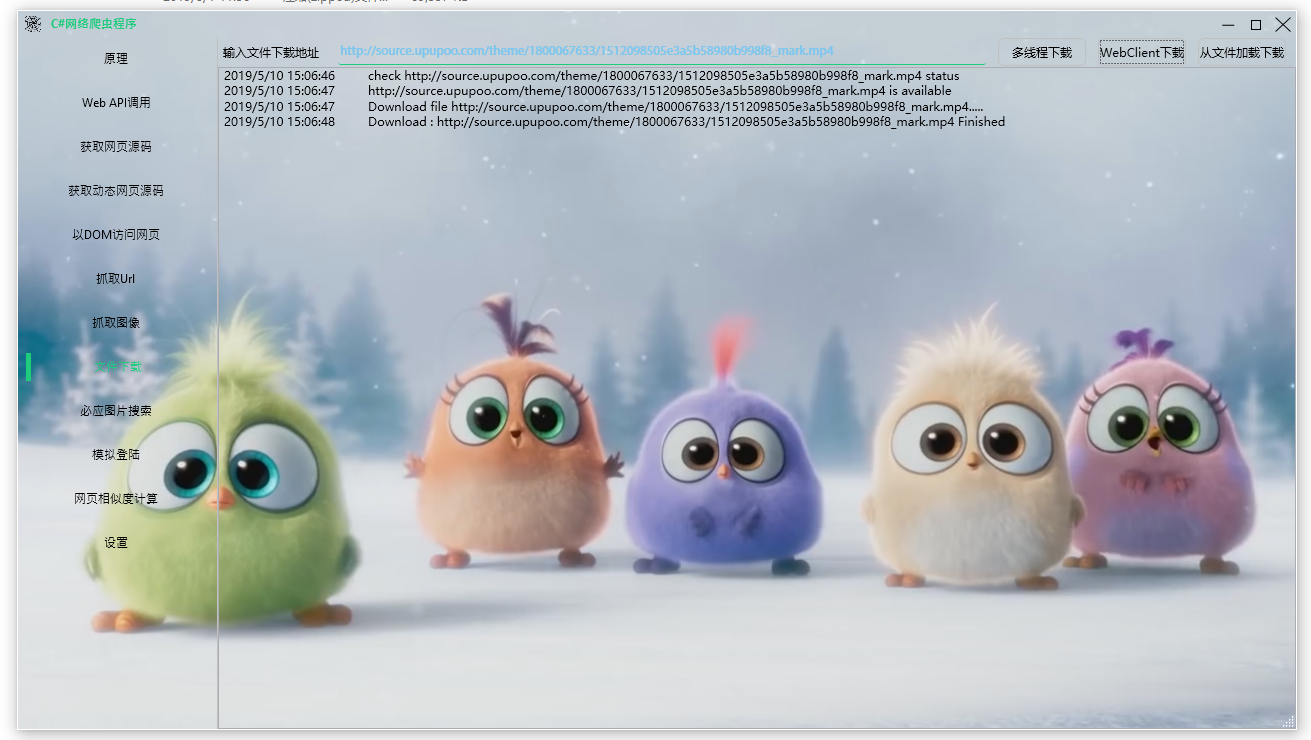 C#网络爬虫程序
原理
Web API调用
获取网页源码
获取动态网页源码
以DOM访问网页
抓取Url
抓取图像
文件下载
必应图片搜索
模拟登陆
网页相似度计算
设置
输入文件下载地址 http://source.upupoo.com/theme/1800067633/1512098505e3a5b58980b998f8_mark.mp4 多线程下载 WebClient下载 从文件加载下载
2019/5/10 15:06:46 check http://source.upupoo.com/theme/1800067633/1512098505e3a5b58980b998f8_mark.mp4 status
2019/5/10 15:06:47 http://source.upupoo.com/theme/1800067633/1512098505e3a5b58980b998f8_mark.mp4 is available
2019/5/10 15:06:47 Download file http://source.upupoo.com/theme/1800067633/1512098505e3a5b58980b998f8_mark.mp4.....
2019/5/10 15:06:48 Download : http://source.upupoo.com/theme/1800067633/1512098505e3a5b58980b998f8_mark.mp4 Finished